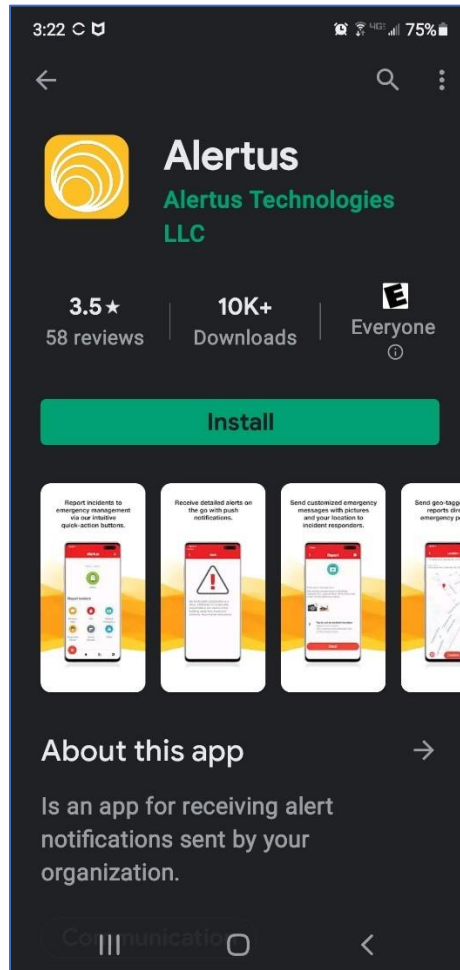 3:22
4G
75%
Alertus
Alertus Technologies
LLC
3.5★
58 reviews
10K+
Downloads
E
Everyone
Install
Report incidents to
emergency management
via our intuitive
quick-action buttons.
Receive detailed alerts on
the go with push
notifications.
Send customized emergency
messages with pictures
and your location to
incident responders.
Send geo-tagg
reports dire
emergency pe
About this app
Is an app for receiving alert
notifications sent by your
organization.
Communication